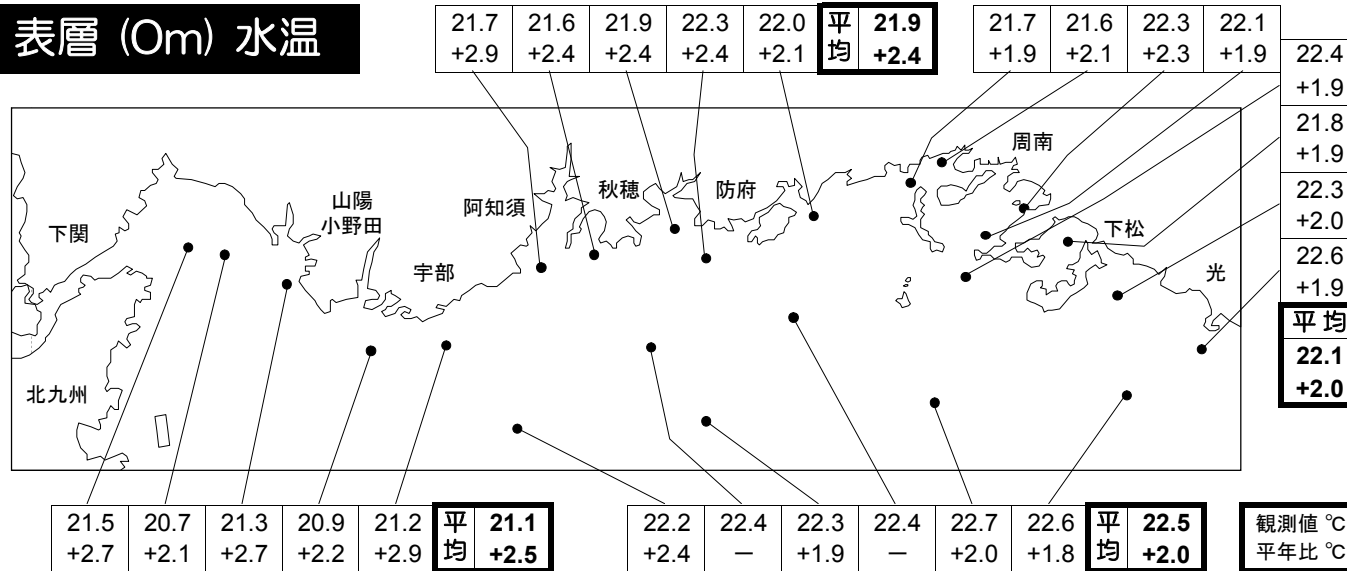 表層 (0m) 水温
21.7 21.6 21.9 22.3 22.0 平均 21.9
+2.9 +2.4 +2.4 +2.4 +2.1 +2.4
21.7 21.6 22.3 22.1
+1.9 +2.1 +2.3 +1.9
22.4
+1.9
21.8
+1.9
22.3
+2.0
22.6
+1.9
平均
22.1
+2.0
周南
秋穂
防府
山陽
小野田
阿知須
下関
下松
宇部
光
北九州
21.5 20.7 21.3 20.9 21.2 平均 21.1
+2.7 +2.1 +2.7 +2.2 +2.9 +2.5
22.2 22.4 22.3 22.4 22.7 22.6 平均 22.5
+2.4 － +1.9 － +2.0 +1.8 +2.0
観測値 ℃
平年比 ℃